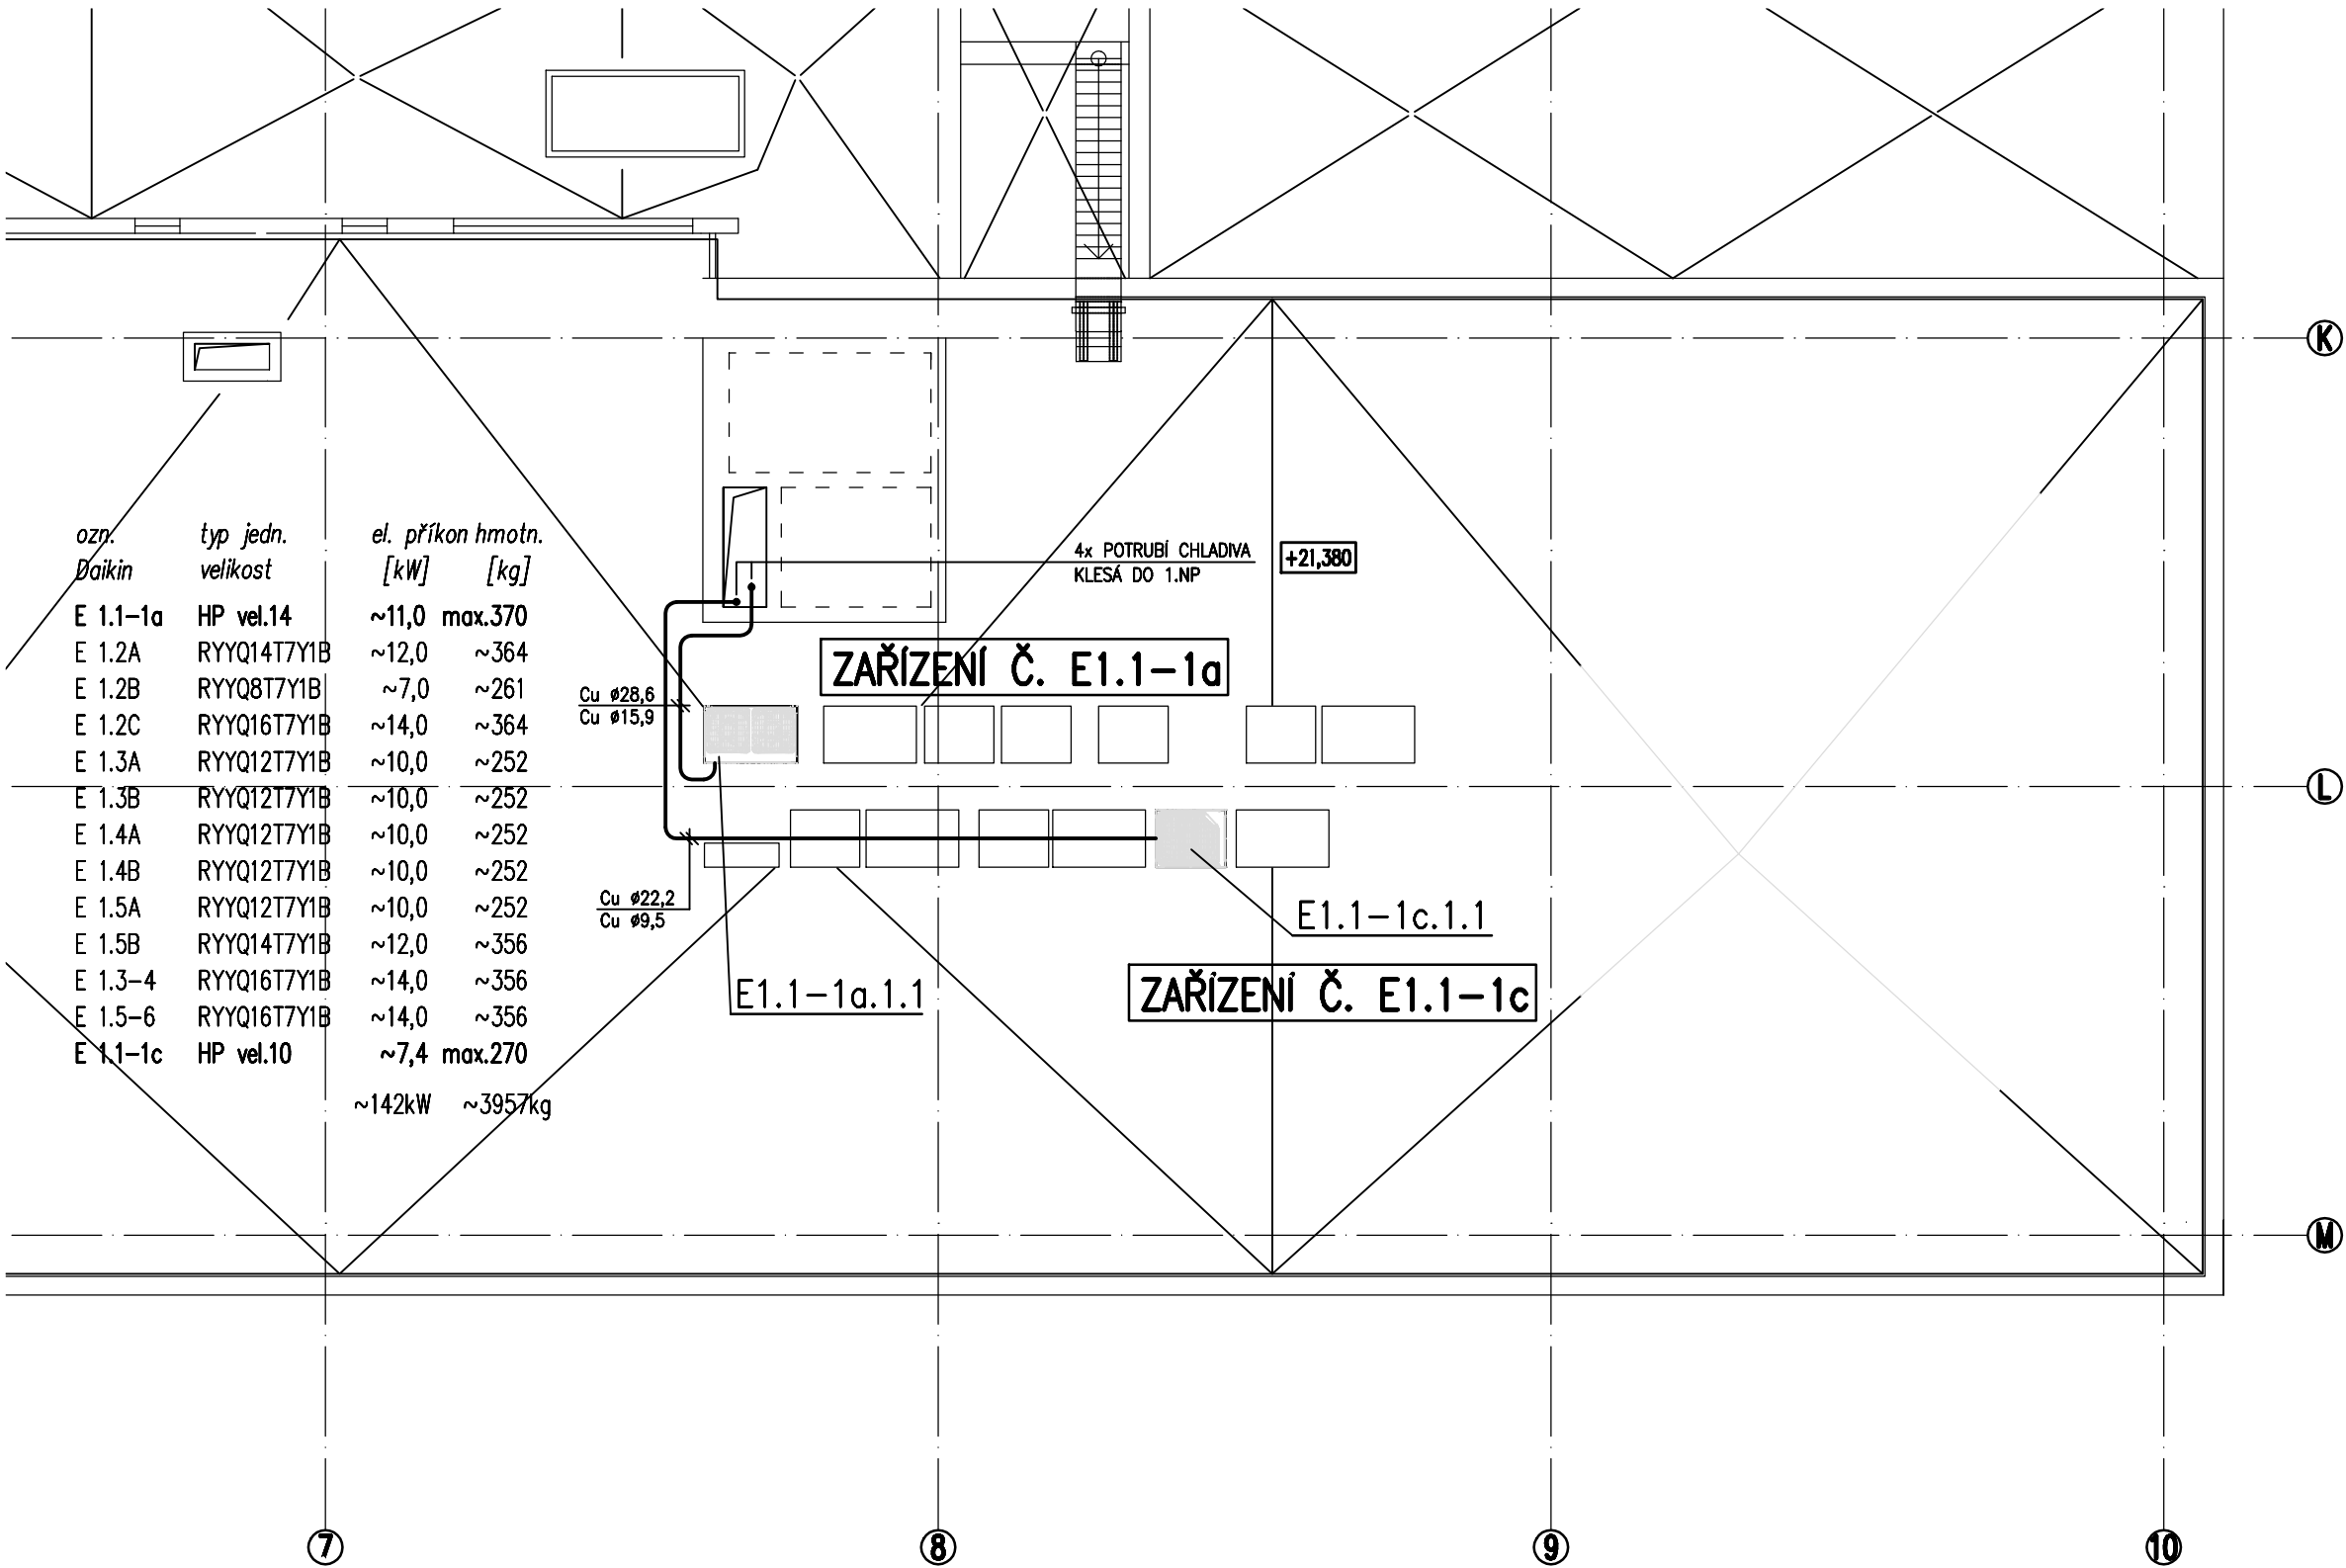 K
ozn. typ jedn. el. příkon hmotn.
Daikin velikost [kW] [kg]
E 1.1-1a HP vel.14 ~11,0 max.370
E 1.2A RYYQ14T7Y1B ~12,0 ~364
E 1.2B RYYQ8T7Y1B ~7,0 ~261
E 1.2C RYYQ16T7Y1B ~14,0 ~364
E 1.3A RYYQ12T7Y1B ~10,0 ~252
E 1.3B RYYQ12T7Y1B ~10,0 ~252
E 1.4A RYYQ12T7Y1B ~10,0 ~252
E 1.4B RYYQ12T7Y1B ~10,0 ~252
E 1.5A RYYQ12T7Y1B ~10,0 ~252
E 1.5B RYYQ14T7Y1B ~12,0 ~356
E 1.3-4 RYYQ16T7Y1B ~14,0 ~356
E 1.5-6 RYYQ16T7Y1B ~14,0 ~356
E 1.1-1c HP vel.10 ~7,4 max.270
~142kW ~3957kg
4x POTRUBÍ CHLADIVA
KLESÁ DO 1.NP
+21,380
ZAŘÍZENÍ Č. E1.1-1a
Cu ø28,6
Cu ø15,9
L
Cu ø22,2
Cu ø9,5
E1.1-1c.1.1
E1.1-1a.1.1
ZAŘÍZENÍ Č. E1.1-1c
M
7
8
9
10